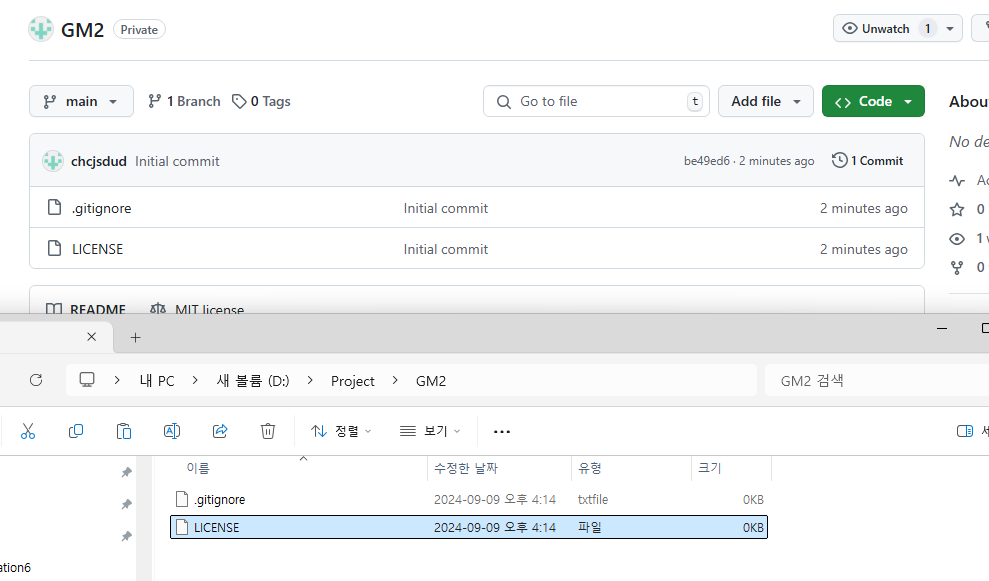 GM2 Private
Unwatch 1
main 1 Branch 0 Tags
Go to file t
Add file
Code
About
No de
chcjsdud Initial commit
be49ed6 · 2 minutes ago
1 Commit
.gitignore Initial commit 2 minutes ago
LICENSE Initial commit 2 minutes ago
0
1
0
README MIT license
내 PC > 새 볼륨 (D:) > Project > GM2
GM2 검색
정렬 보기
이름 수정한 날짜 유형 크기
.gitignore 2024-09-09 오후 4:14 txtfile 0KB
LICENSE 2024-09-09 오후 4:14 파일 0KB
ation6